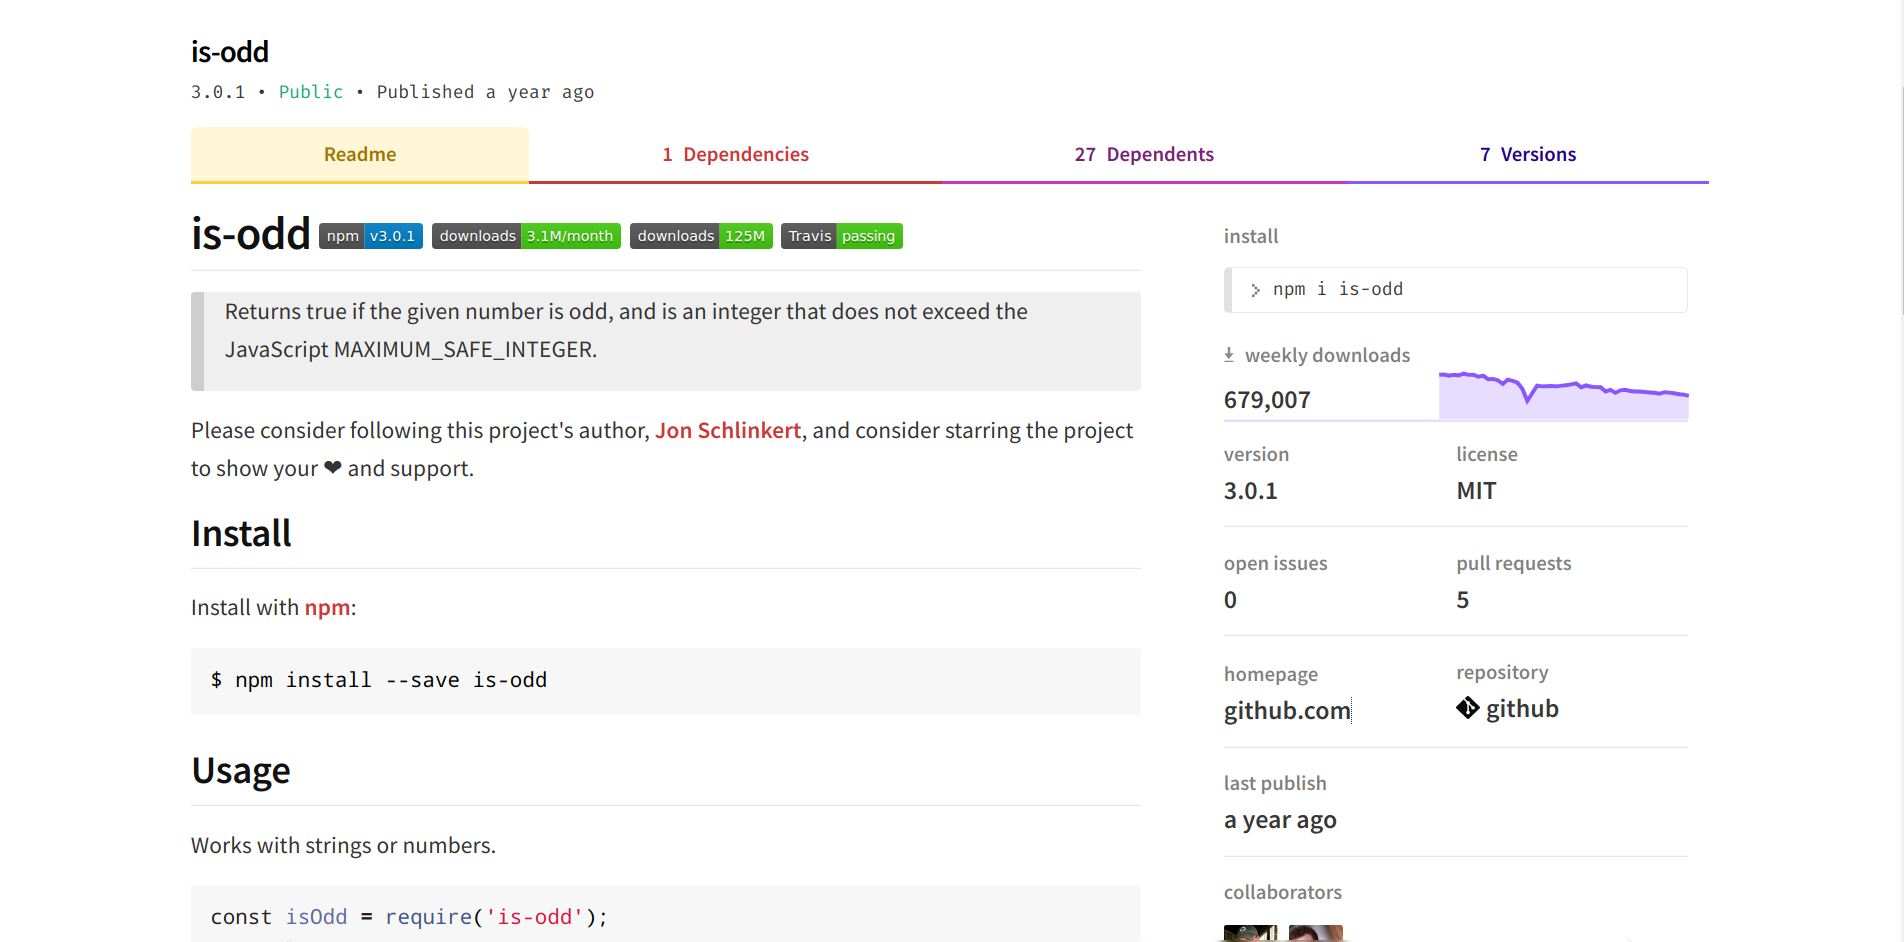 is-odd
3.0.1 • Public • Published a year ago
Readme
1 Dependencies
27 Dependents
7 Versions
is-odd npm v3.0.1 downloads 3.1M/month downloads 125M Travis passing
Returns true if the given number is odd, and is an integer that does not exceed the
JavaScript MAXIMUM_SAFE_INTEGER.
Please consider following this project's author, Jon Schlinkert, and consider starring the project
to show your ❤ and support.
Install
Install with npm:
$ npm install --save is-odd
Usage
Works with strings or numbers.
const isOdd = require('is-odd');
install
> npm i is-odd
weekly downloads
679,007
version
3.0.1
license
MIT
open issues
0
pull requests
5
homepage
github.com
repository
github
last publish
a year ago
collaborators